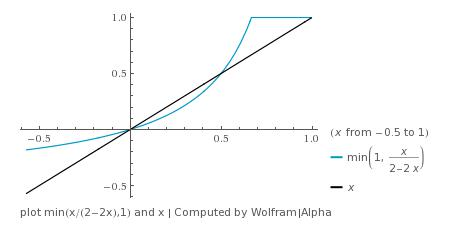 1.0
0.5
−0.5
0.5
1.0
−0.5
(x from −0.5 to 1)
min(1, x/(2−2 x))
x
plot min(x/(2−2x),1) and x | Computed by Wolfram|Alpha